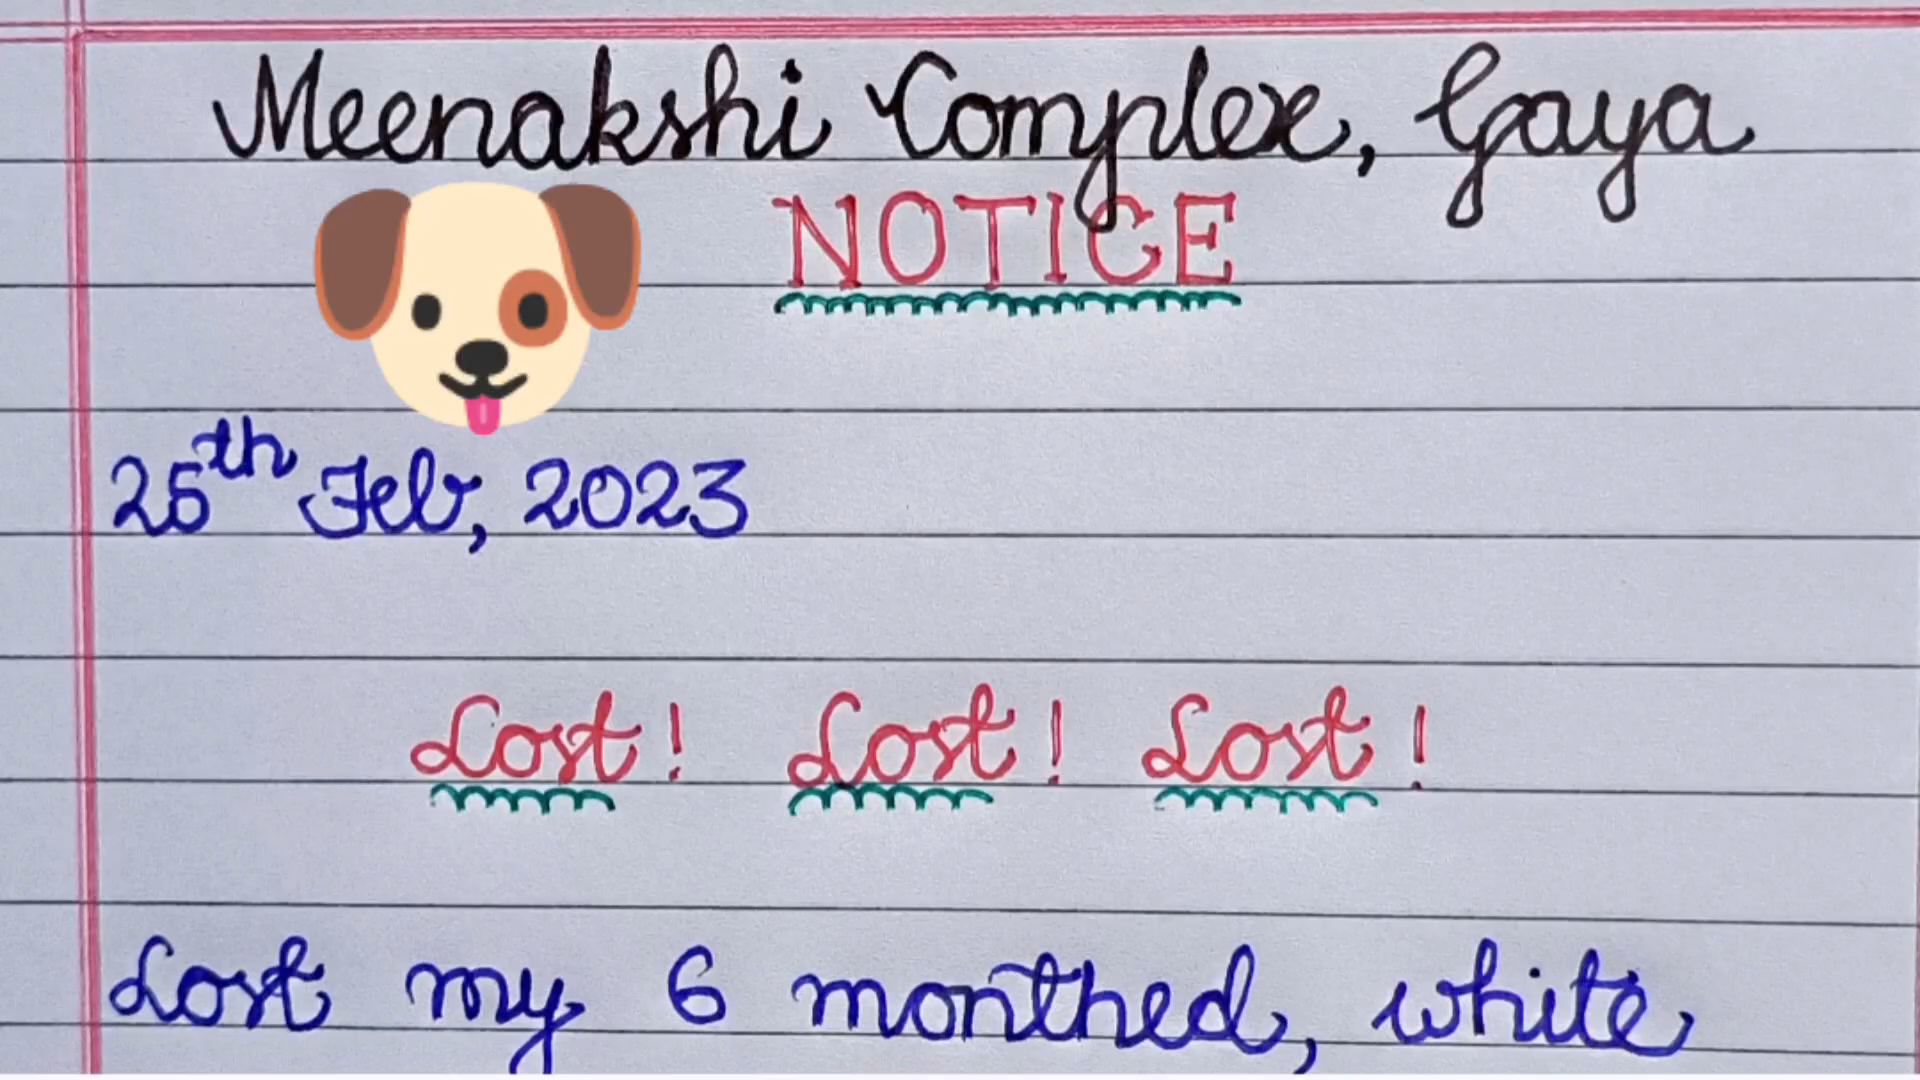 Meenakshi Complex, Gaya
NOTICE
25th Feb, 2023
Lost! Lost! Lost!
Lost my 6 monthed, white